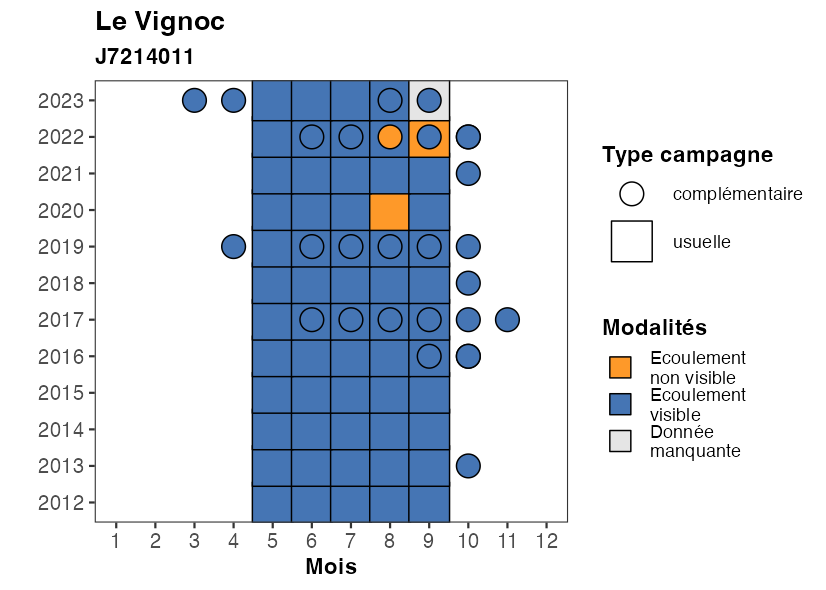 Le Vignoc
J7214011
2023
2022
2021
2020
2019
2018
2017
2016
2015
2014
2013
2012
1 2 3 4 5 6 7 8 9 10 11 12
Mois
Type campagne
complémentaire
usuelle
Modalités
Ecoulement
non visible
Ecoulement
visible
Donnée
manquante